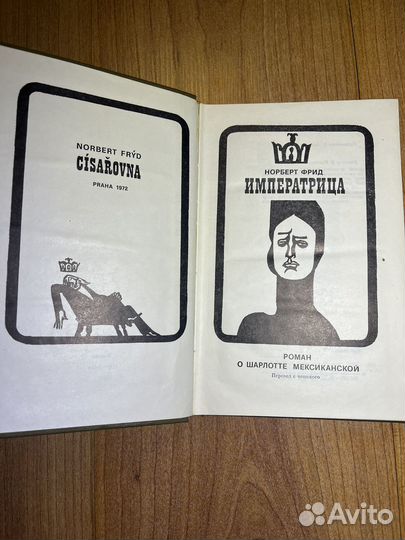 NORBERT FRÝD
CÍSAŘOVNA
PRAHA 1972
НОРБЕРТ ФРИД
ИМПЕРАТРИЦА
РОМАН
О ШАРЛОТТЕ МЕКСИКАНСКОЙ
Перевод с чешского
Avito